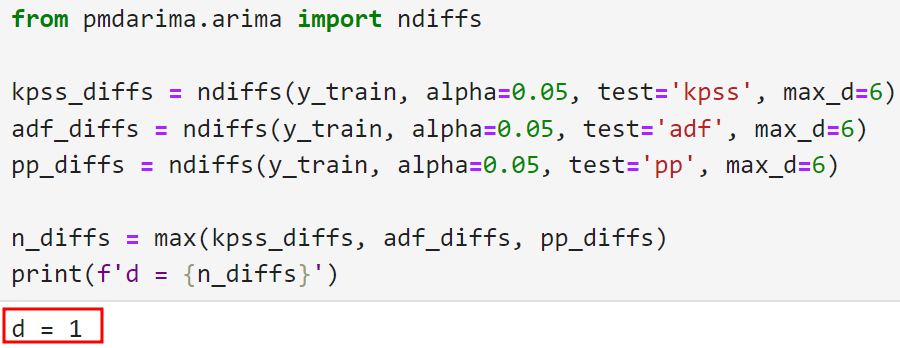 from pmdarima.arima import ndiffs
kpss_diffs = ndiffs(y_train, alpha=0.05, test='kpss', max_d=6)
adf_diffs = ndiffs(y_train, alpha=0.05, test='adf', max_d=6)
pp_diffs = ndiffs(y_train, alpha=0.05, test='pp', max_d=6)
n_diffs = max(kpss_diffs, adf_diffs, pp_diffs)
print(f'd = {n_diffs}')
d = 1